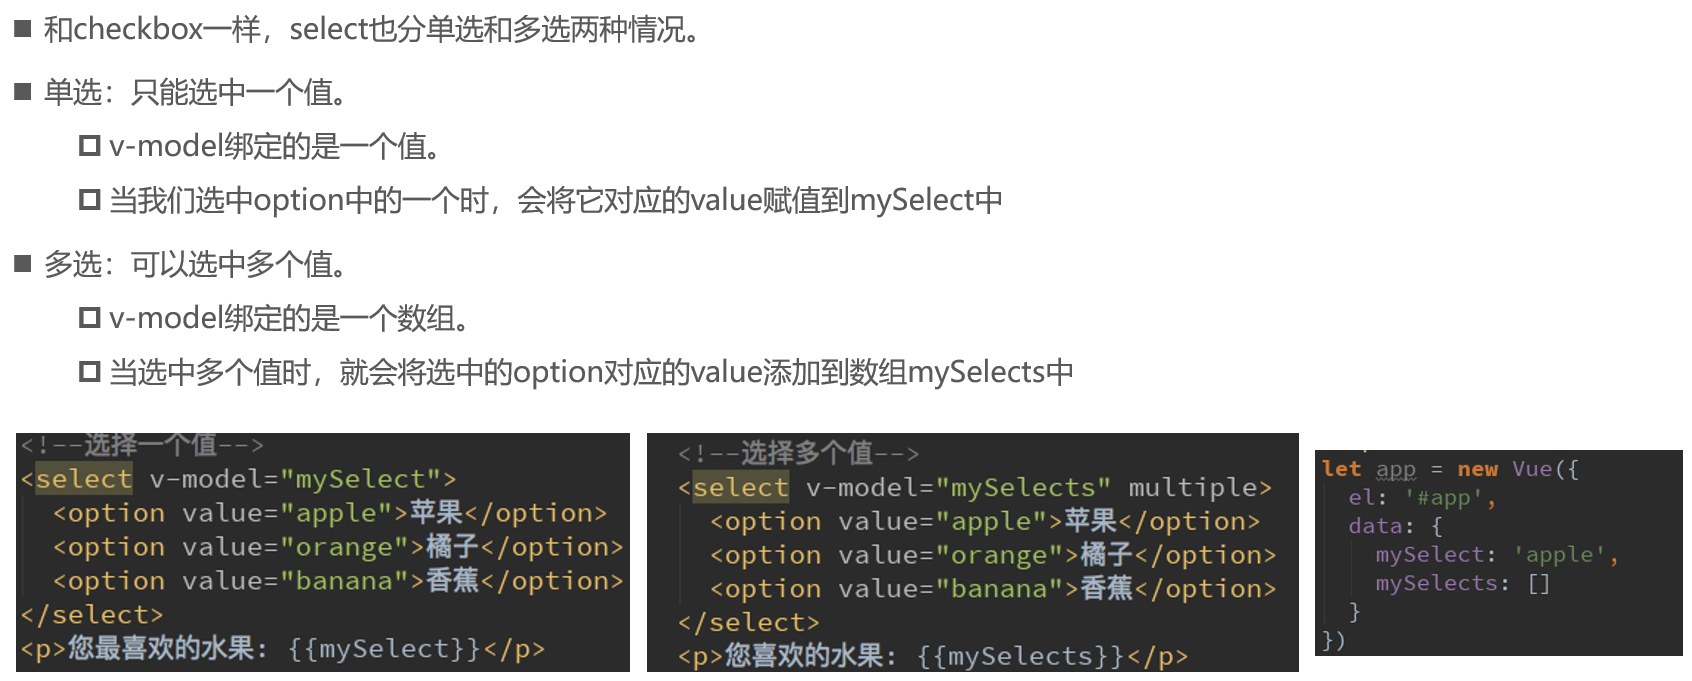 和checkbox一样，select也分单选和多选两种情况。
单选：只能选中一个值。
v-model绑定的是一个值。
当我们选中option中的一个时，会将它对应的value赋值到mySelect中
多选：可以选中多个值。
v-model绑定的是一个数组。
当选中多个值时，就会将选中的option对应的value添加到数组mySelects中
<!--选择一个值-->
<select v-model="mySelect">
<option value="apple">苹果</option>
<option value="orange">橘子</option>
<option value="banana">香蕉</option>
</select>
<p>您最喜欢的水果: {{mySelect}}</p>
<!--选择多个值-->
<select v-model="mySelects" multiple>
<option value="apple">苹果</option>
<option value="orange">橘子</option>
<option value="banana">香蕉</option>
</select>
<p>您喜欢的水果: {{mySelects}}</p>
let app = new Vue({
el: '#app',
data: {
mySelect: 'apple',
mySelects: []
}
})